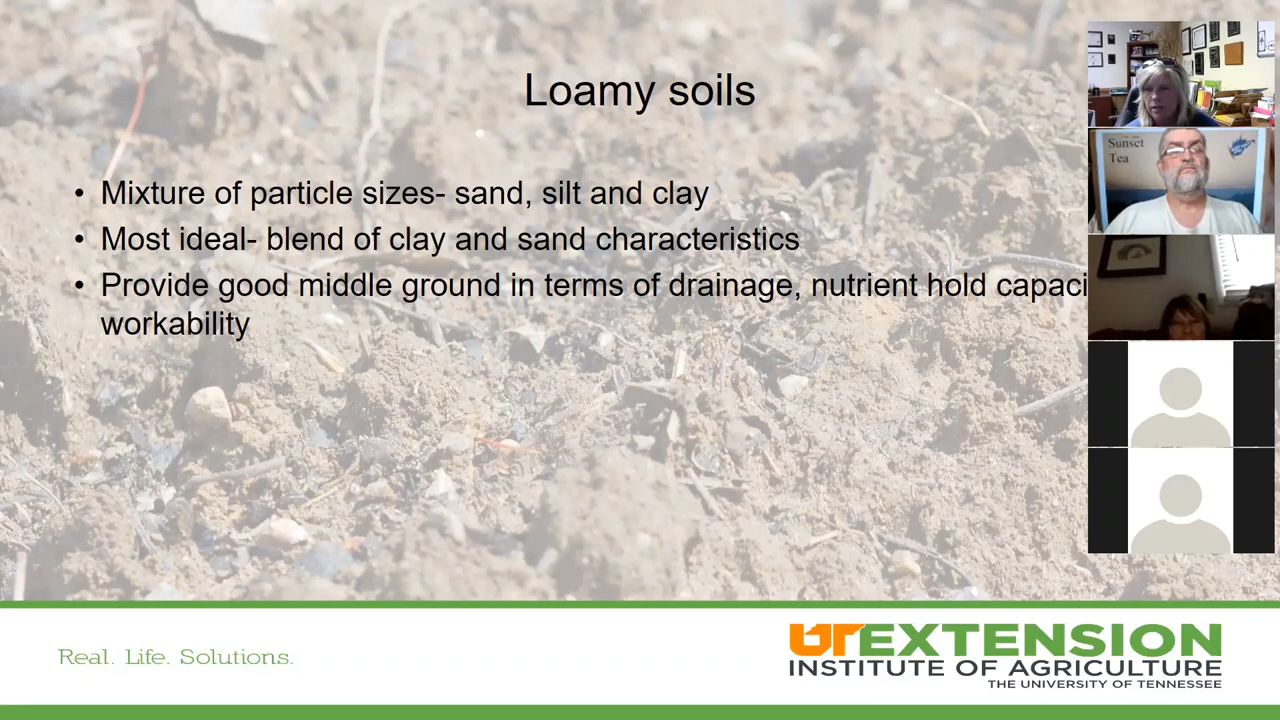 Loamy soils
• Mixture of particle sizes- sand, silt and clay
• Most ideal- blend of clay and sand characteristics
• Provide good middle ground in terms of drainage, nutrient hold capaci
workability
Sunset
Tea
Real. Life. Solutions.
UT EXTENSION
INSTITUTE OF AGRICULTURE
THE UNIVERSITY OF TENNESSEE